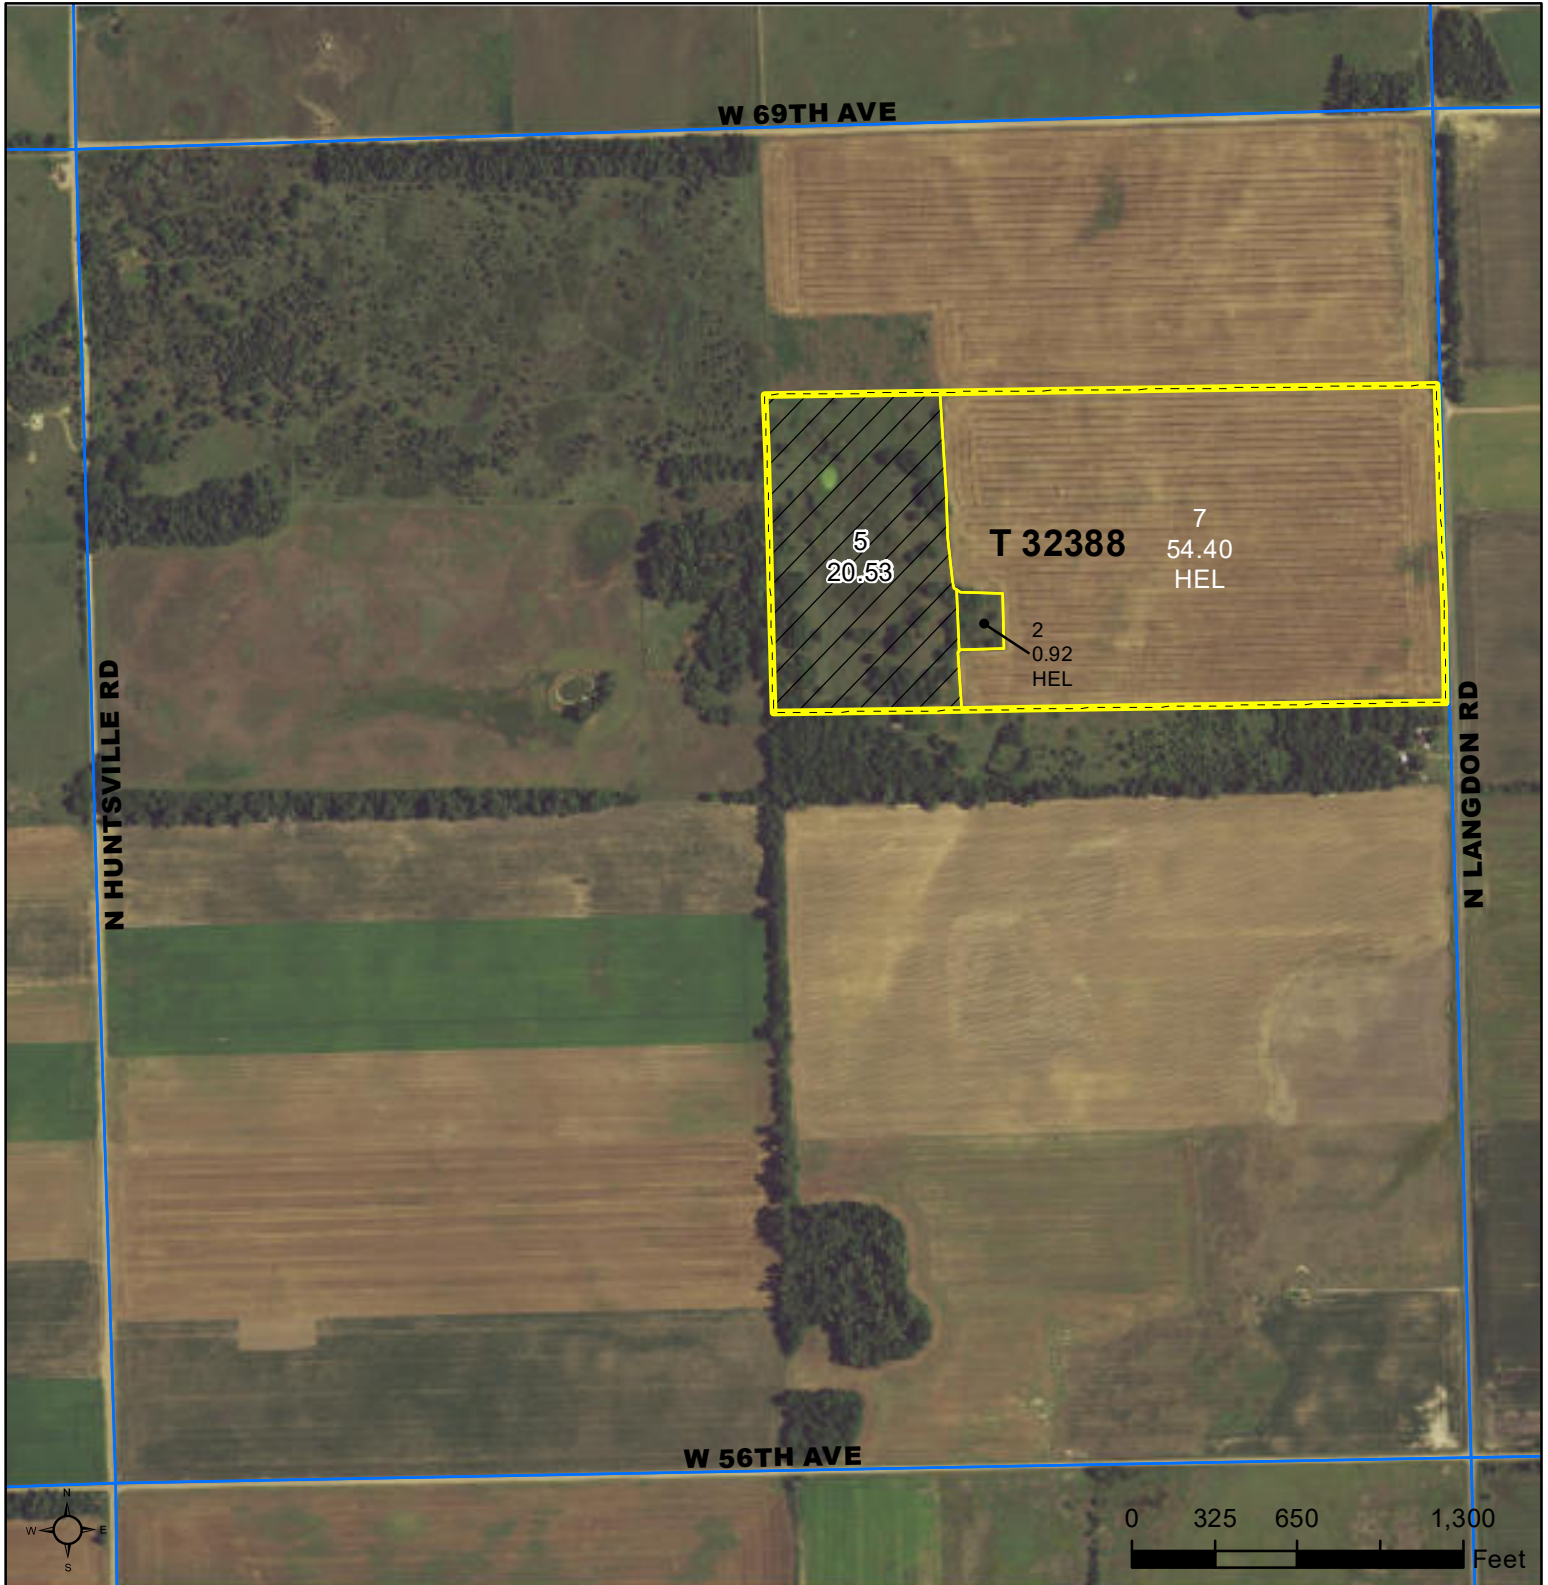 W 69TH AVE
5
20.53
T 32388
7
54.40
HEL
2
0.92
HEL
N HUNTSVILLE RD
N LANGDON RD
W 56TH AVE
N
W E
S
0 325 650 1,300
Feet